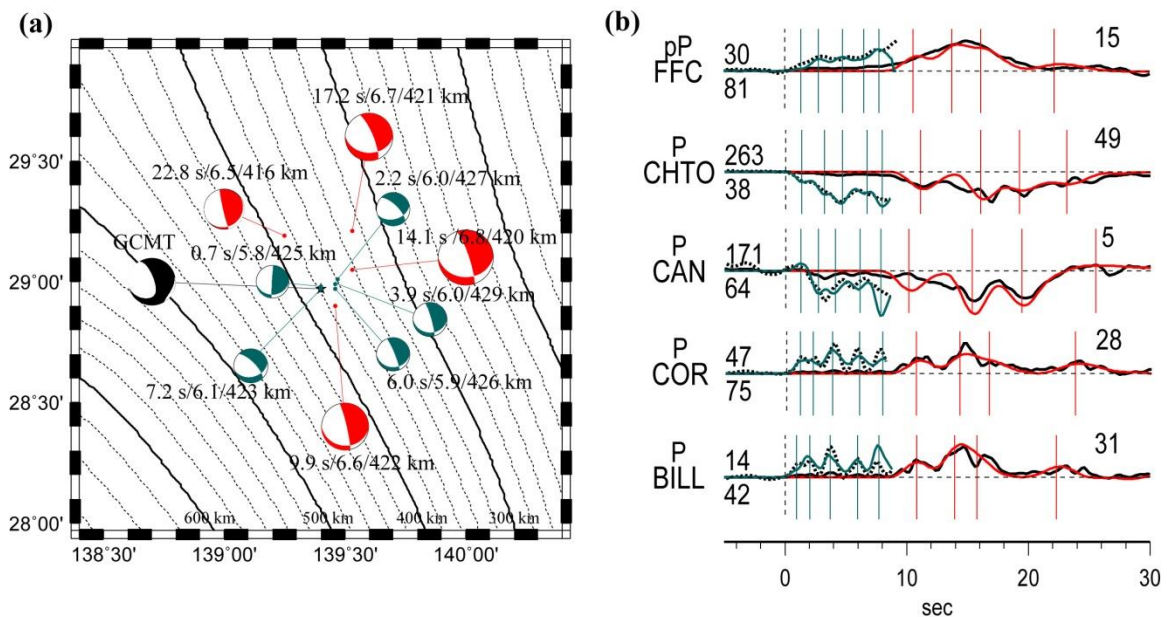 (a)
17.2 s/6.7/421 km
22.8 s/6.5/416 km
2.2 s/6.0/427 km
GCMT
14.1 s/6.8/420 km
0.7 s/5.8/425 km
3.9 s/6.0/429 km
6.0 s/5.9/426 km
7.2 s/6.1/423 km
9.9 s/6.6/422 km
600 km
500 km
400 km
300 km
29°30'
29°00'
28°30'
28°00'
138°30'
139°00'
139°30'
140°00'
(b)
pP
FFC
30
81
15
P
CHTO
263
38
49
P
CAN
171
64
5
P
COR
47
75
28
P
BILL
14
42
31
0
10
20
30
sec